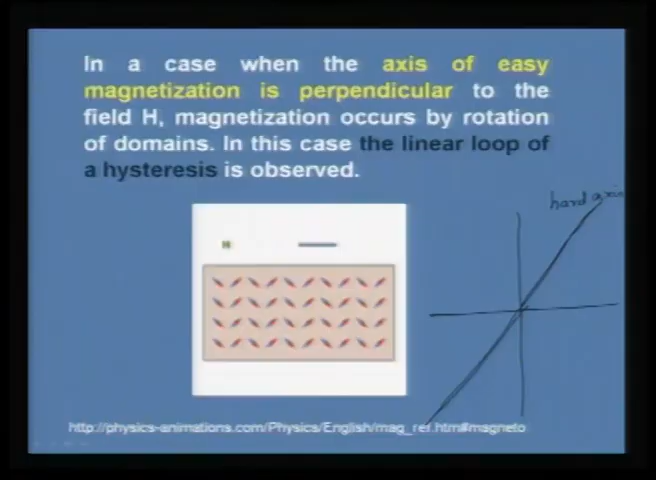 In a case when the axis of easy
magnetization is perpendicular to the
field H, magnetization occurs by rotation
of domains. In this case the linear loop of
a hysteresis is observed.
hard axis
H
http://physics-animations.com/Physics/English/mag_rer.htm#magneto